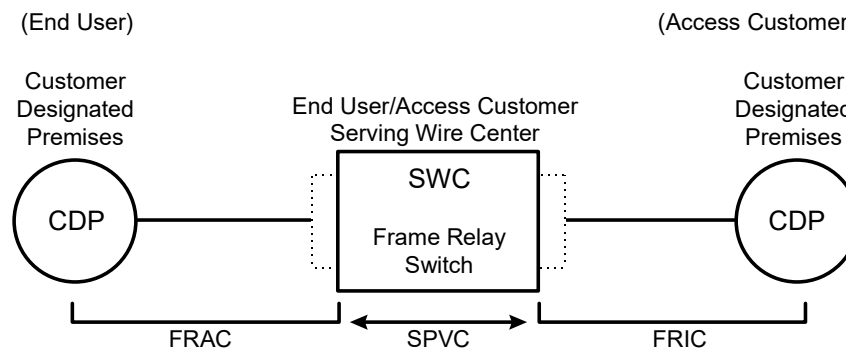 (End User)
(Access Customer
Customer
Designated
Premises
End User/Access Customer
Serving Wire Center
Customer
Designated
Premises
CDP
SWC
Frame Relay
Switch
CDP
FRAC
SPVC
FRIC